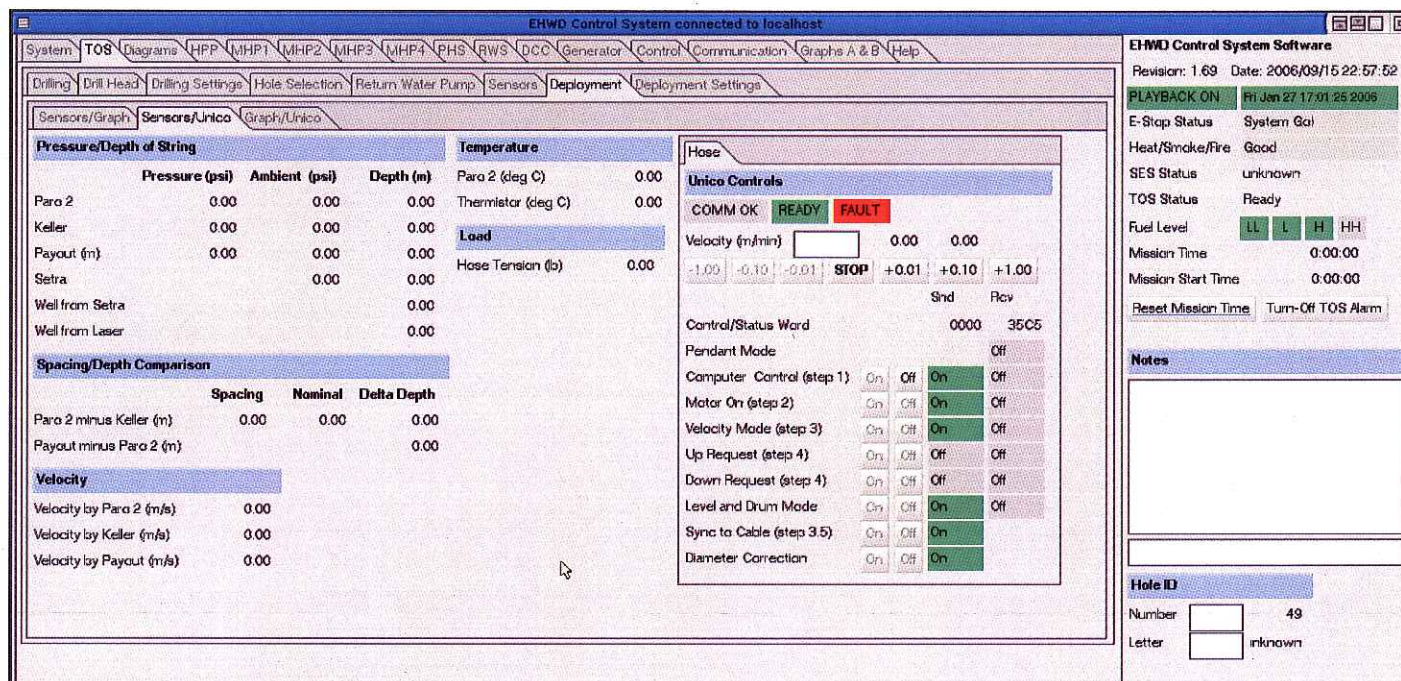 EHWD Control System connected to localhost
System TOS Diagrams HPP MHP1 MHP2 MHP3 MHP4 PHS RWS DCC Generator Control Communication Graphs A & B Help
Drilling Drill Head Drilling Settings Hole Selection Return Water Pump Sensors Deployment Deployment Settings
Sensors/Graph Sensors/Unico Graph/Unico
Pressure/Depth of String
Pressure (psi) Ambient (psi) Depth (m)
Paro 2 0.00 0.00 0.00
Keller 0.00 0.00 0.00
Payout (m) 0.00 0.00 0.00
Setra 0.00 0.00
Well from Setra 0.00
Well from Laser 0.00
Spacing/Depth Comparison
Spacing Nominal Delta Depth
Paro 2 minus Keller (m) 0.00 0.00 0.00
Payout minus Paro 2 (m) 0.00
Velocity
Velocity by Paro 2 (m/s) 0.00
Velocity by Keller (m/s) 0.00
Velocity by Payout (m/s) 0.00
Temperature
Paro 2 (deg C) 0.00
Thermistor (deg C) 0.00
Load
Hose Tension (lb) 0.00
Hose
Unico Controls
COMM OK READY FAULT
Velocity (m/min) 0.00 0.00
-1.00 -0.10 -0.01 STOP +0.01 +0.10 +1.00
Snd Rcv
Control/Status Word 0000 35C5
Pendant Mode Off
Computer Control (step 1) On Off On Off
Motor On (step 2) On Off On Off
Velocity Mode (step 3) On Off On Off
Up Request (step 4) On Off Off Off
Down Request (step 4) On Off Off Off
Level and Drum Mode On Off On Off
Sync to Cable (step 3.5) On Off On
Diameter Correction On Off On
EHWD Control System Software
Revision: 1.69 Date: 2006/09/15 22:57:52
PLAYBACK ON Fri Jan 27 17:01:25 2006
E-Stop Status System Go!
Heat/Smoke/Fire Good
SES Status unknown
TOS Status Ready
Fuel Level LL L H HH
Mission Time 0:00:00
Mission Start Time 0:00:00
Reset Mission Time Turn-Off TOS Alarm
Notes
Hole ID
Number 49
Letter unknown